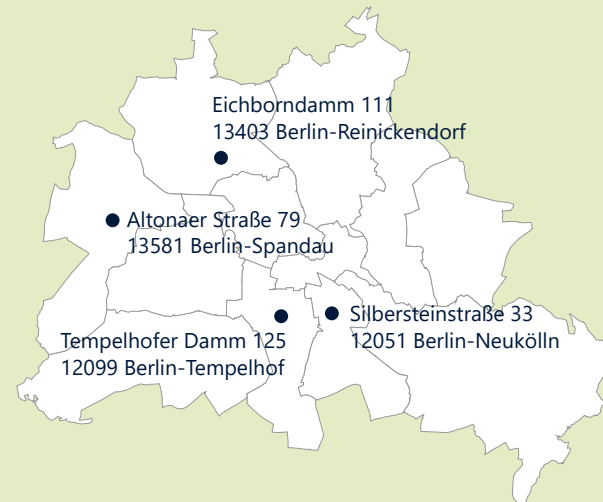 Eichborndamm 111
13403 Berlin-Reinickendorf
Altonaer Straße 79
13581 Berlin-Spandau
Silbersteinstraße 33
12051 Berlin-Neukölln
Tempelhofer Damm 125
12099 Berlin-Tempelhof